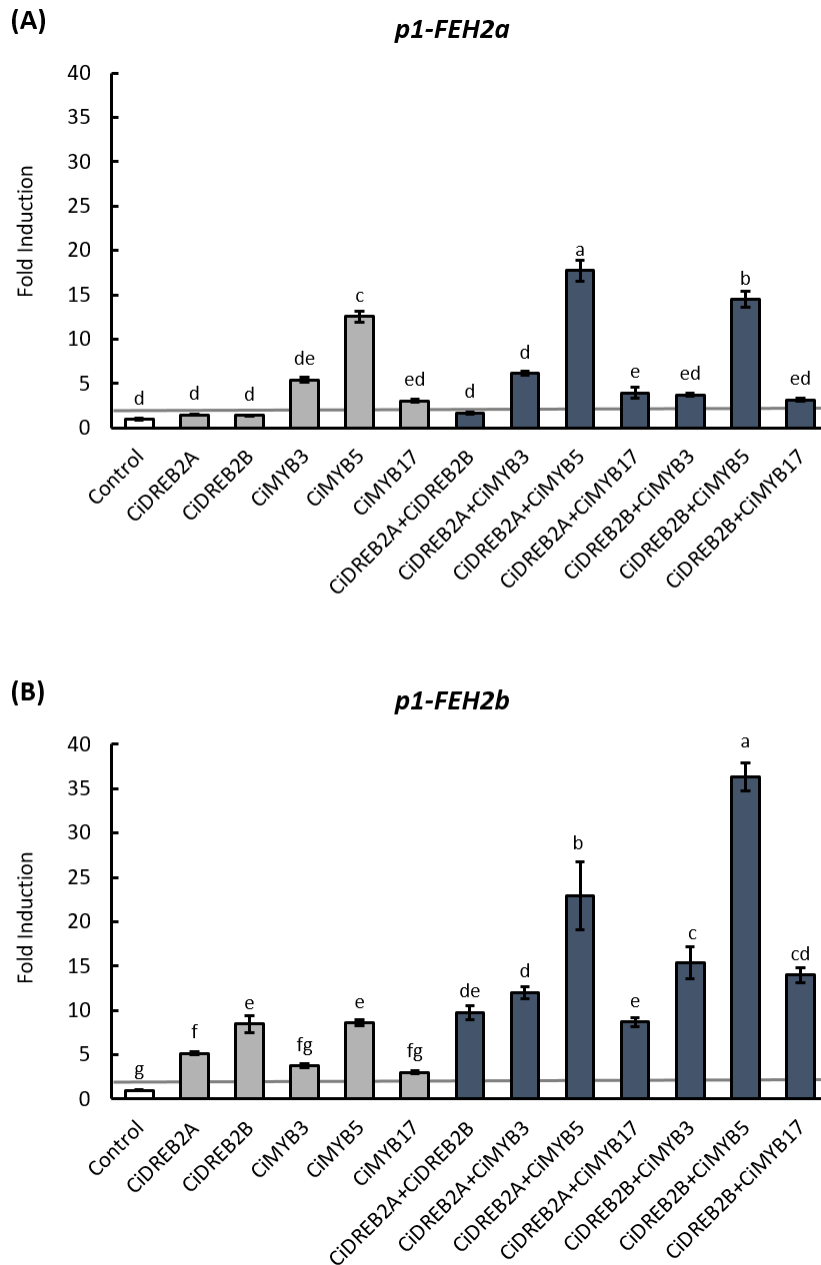 (A)
p1-FEH2a
Fold Induction
40
35
30
25
20
15
10
5
0
d
d
d
de
c
ed
d
d
a
e
ed
b
ed
Control
CiDREB2A
CiDREB2B
CiMYB3
CiMYB5
CiMYB17
CiDREB2A+CiDREB2B
CiDREB2A+CiMYB3
CiDREB2A+CiMYB5
CiDREB2A+CiMYB17
CiDREB2B+CiMYB3
CiDREB2B+CiMYB5
CiDREB2B+CiMYB17
(B)
p1-FEH2b
Fold Induction
40
35
30
25
20
15
10
5
0
g
f
e
fg
e
fg
de
d
b
e
c
a
cd
Control
CiDREB2A
CiDREB2B
CiMYB3
CiMYB5
CiMYB17
CiDREB2A+CiDREB2B
CiDREB2A+CiMYB3
CiDREB2A+CiMYB5
CiDREB2A+CiMYB17
CiDREB2B+CiMYB3
CiDREB2B+CiMYB5
CiDREB2B+CiMYB17